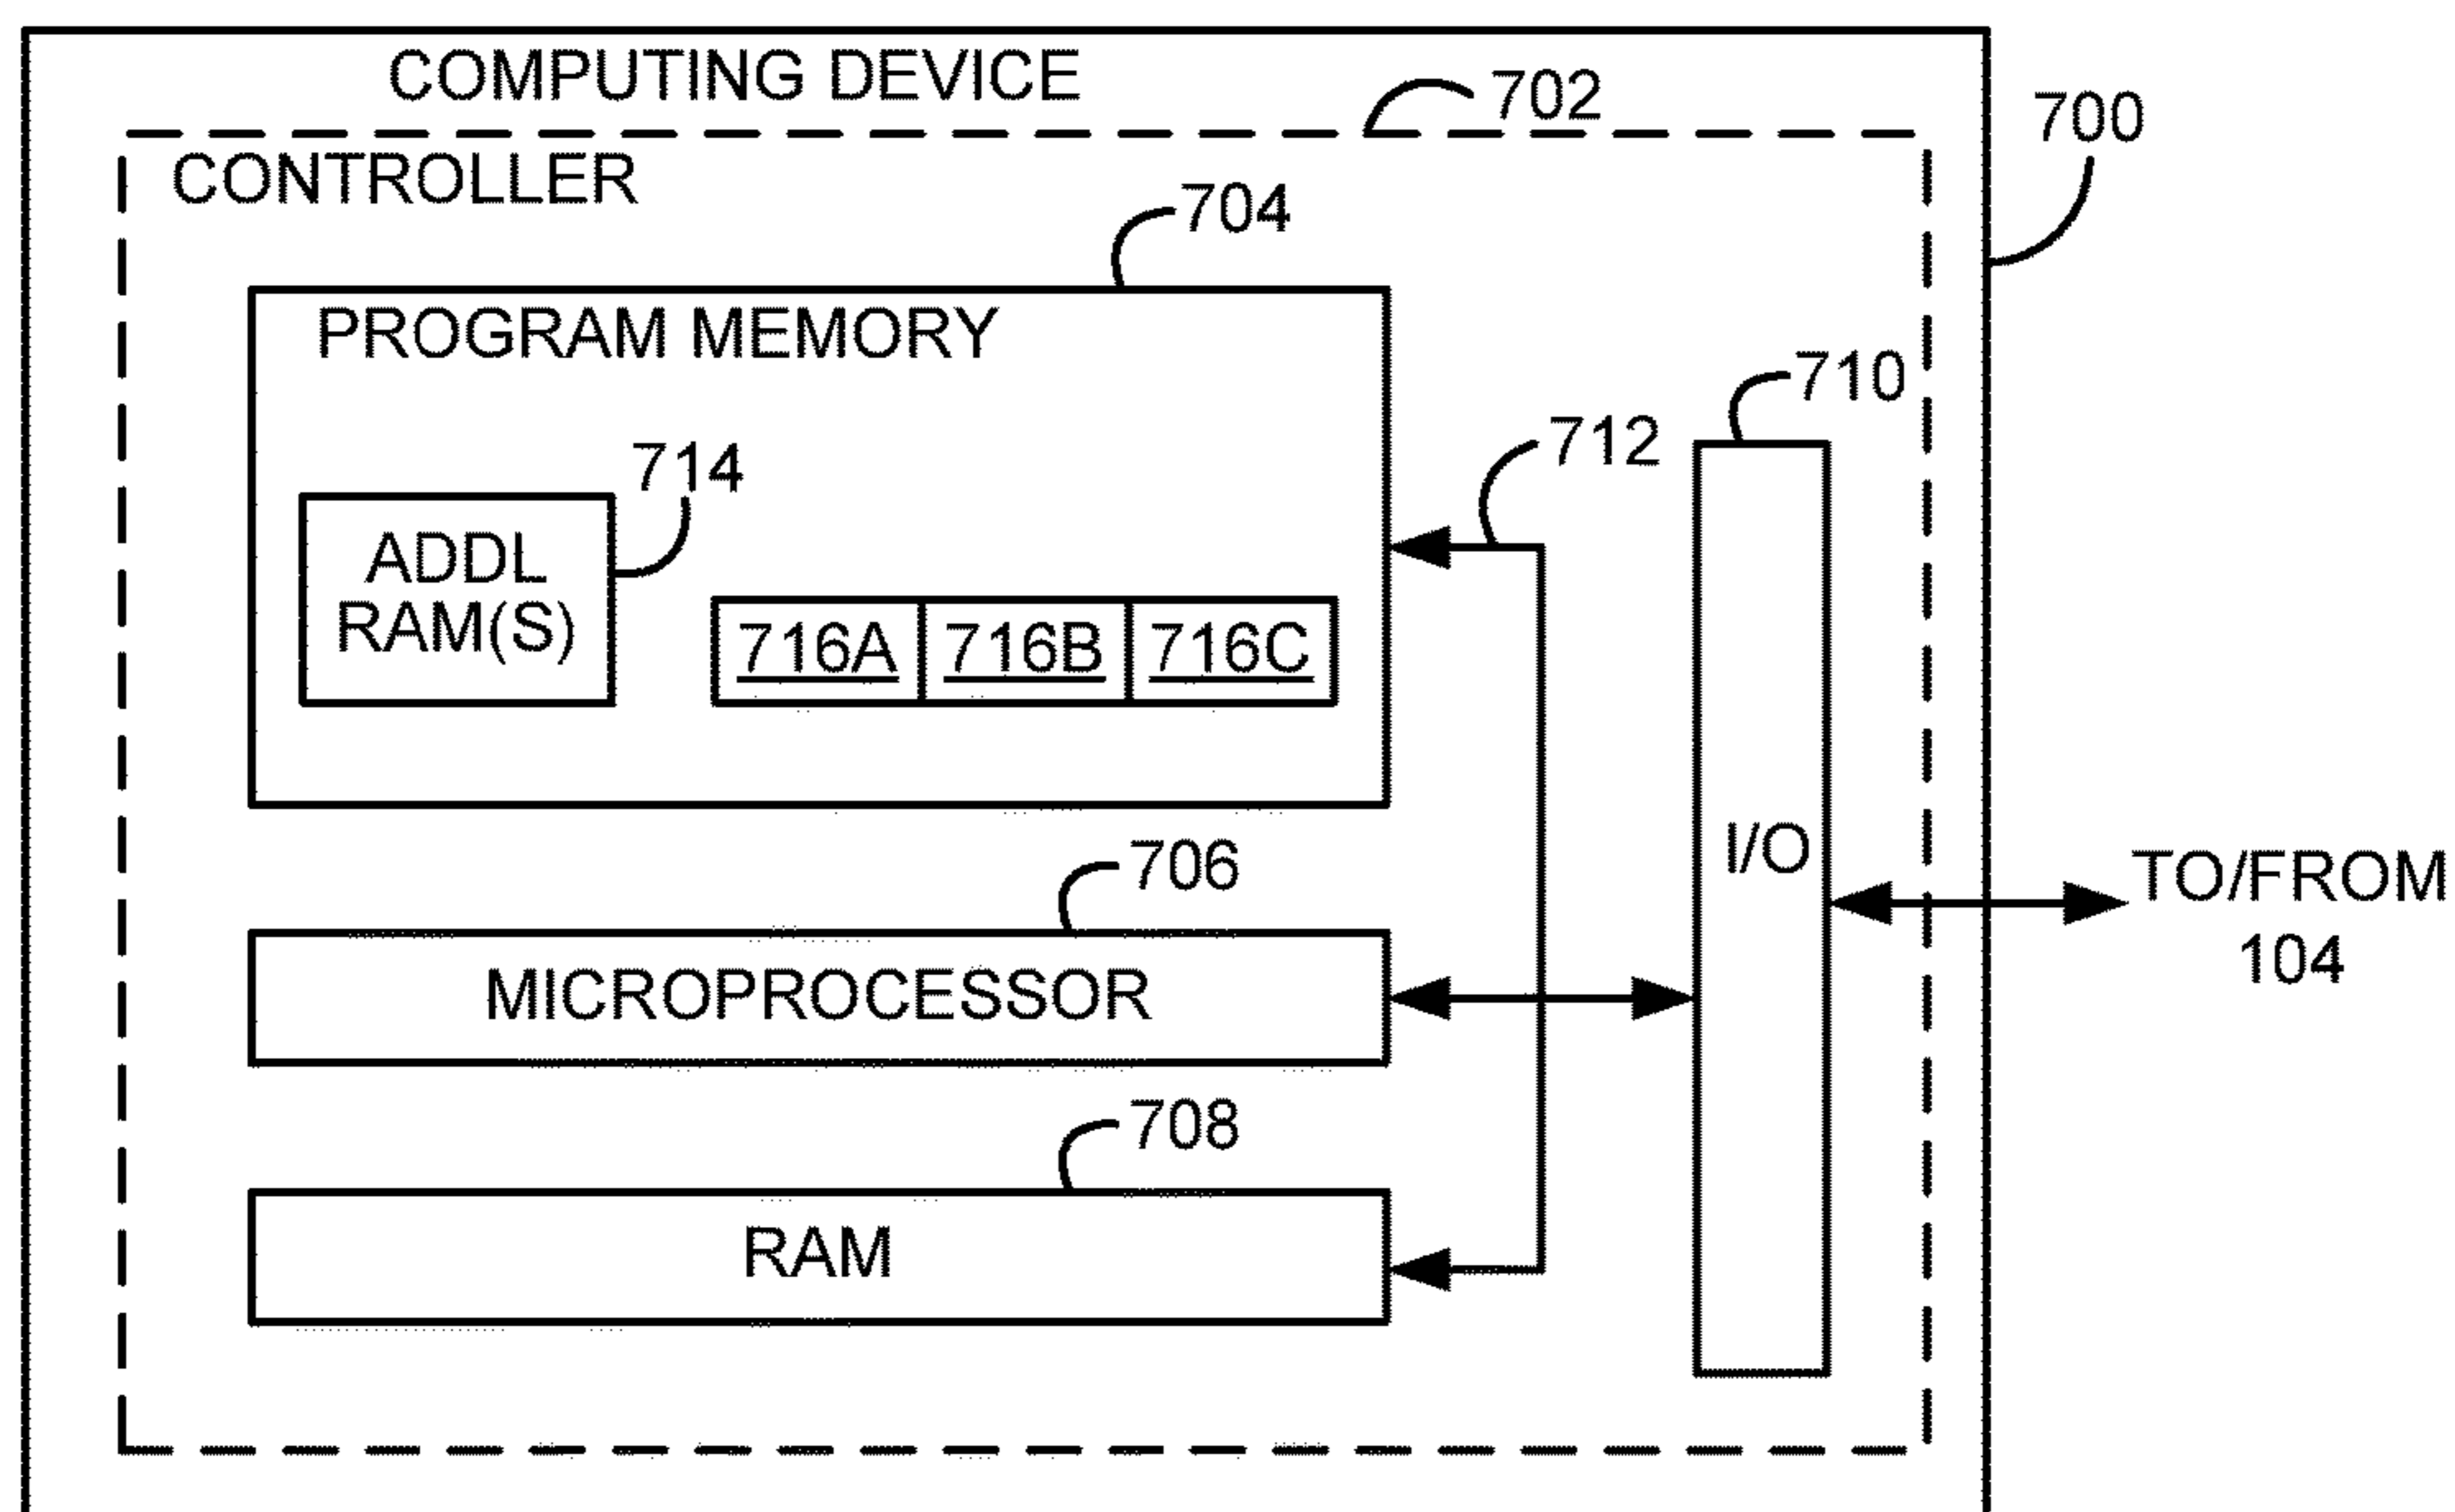 COMPUTING DEVICE
702
700
CONTROLLER
704
PROGRAM MEMORY
710
712
714
ADDL
RAM(S)
716A 716B 716C
706
I/O
TO/FROM
104
MICROPROCESSOR
708
RAM